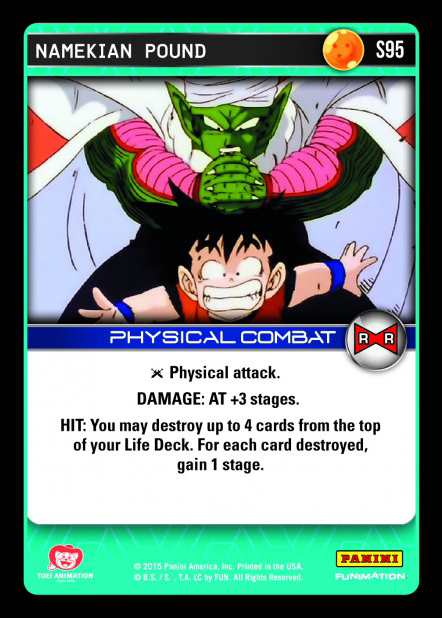 NAMEKIAN POUND S95
PHYSICAL COMBAT R R
Physical attack.
DAMAGE: AT +3 stages.
HIT: You may destroy up to 4 cards from the top
of your Life Deck. For each card destroyed,
gain 1 stage.
TOEI ANIMATION
© 2015 Panini America, Inc. Printed in the USA.
© B.S. / S. , T.A. LC by FUN. All Rights Reserved.
PANINI
FUNIMATION